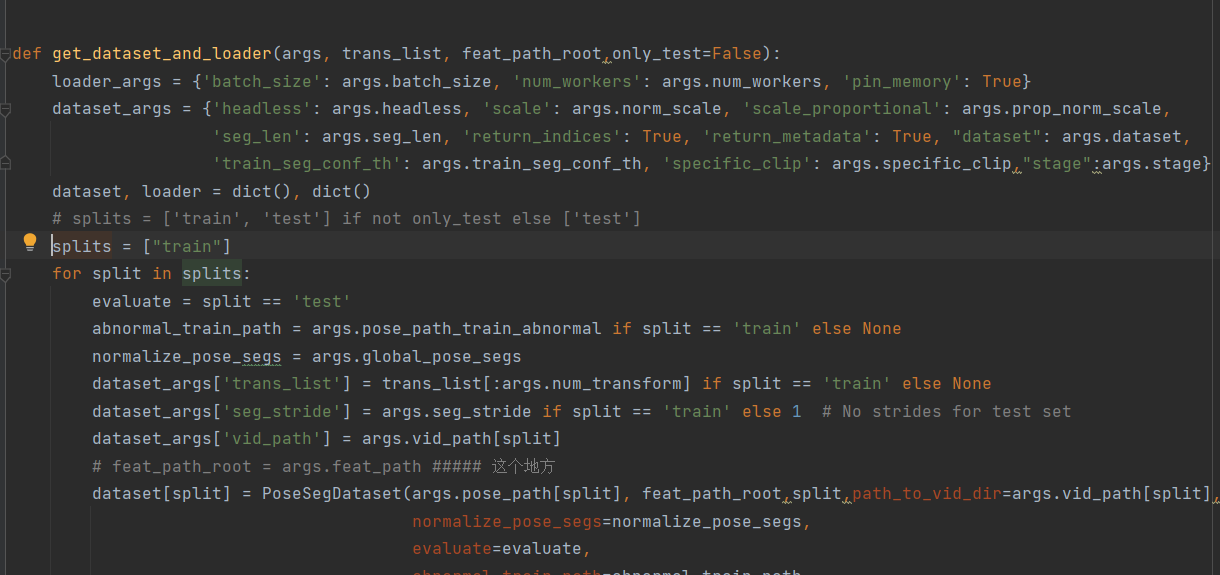 def get_dataset_and_loader(args, trans_list, feat_path_root,only_test=False):
    loader_args = {'batch_size': args.batch_size, 'num_workers': args.num_workers, 'pin_memory': True}
    dataset_args = {'headless': args.headless, 'scale': args.norm_scale, 'scale_proportional': args.prop_norm_scale,
                    'seg_len': args.seg_len, 'return_indices': True, 'return_metadata': True, "dataset": args.dataset,
                    'train_seg_conf_th': args.train_seg_conf_th, 'specific_clip': args.specific_clip,"stage":args.stage}
    dataset, loader = dict(), dict()
    # splits = ['train', 'test'] if not only_test else ['test']
    splits = ["train"]
    for split in splits:
        evaluate = split == 'test'
        abnormal_train_path = args.pose_path_train_abnormal if split == 'train' else None
        normalize_pose_segs = args.global_pose_segs
        dataset_args['trans_list'] = trans_list[:args.num_transform] if split == 'train' else None
        dataset_args['seg_stride'] = args.seg_stride if split == 'train' else 1  # No strides for test set
        dataset_args['vid_path'] = args.vid_path[split]
        # feat_path_root = args.feat_path ##### 这个地方
        dataset[split] = PoseSegDataset(args.pose_path[split], feat_path_root,split,path_to_vid_dir=args.vid_path[split],
                                        normalize_pose_segs=normalize_pose_segs,
                                        evaluate=evaluate,
                                        abnormal_train_path=abnormal_train_path